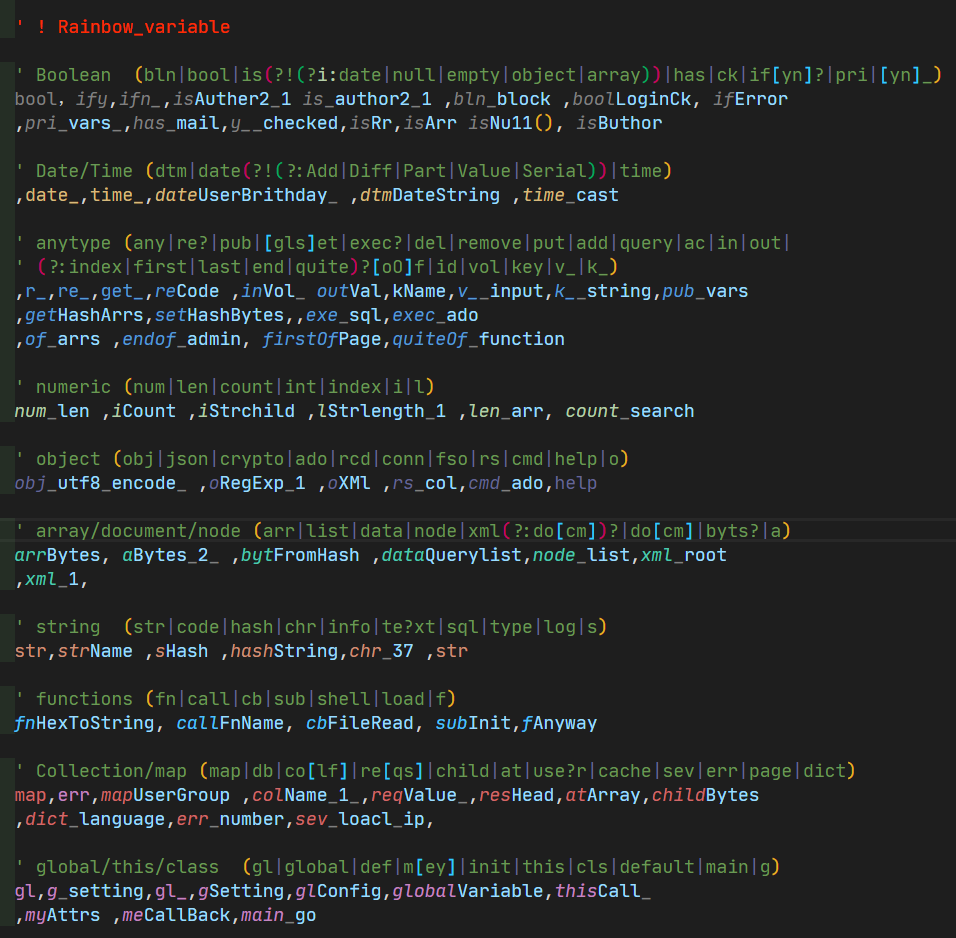 ' ! Rainbow_variable
' Boolean  (bln|bool|is(?!(?i:date|null|empty|object|array))|has|ck|if[yn]?|pri|[yn]_)
bool, ify,ifn_,isAuther2_1 is_author2_1 ,bln_block ,boolLoginCk, ifError
,pri_vars_,has_mail,y__checked,isRr,isArr isNu11(), isButhor
' Date/Time (dtm|date(?!(?:Add|Diff|Part|Value|Serial))|time)
,date_,time_,dateUserBrithday_ ,dtmDateString ,time_cast
' anytype (any|re?|pub|[gls]et|exec?|del|remove|put|add|query|ac|in|out|
' (?:index|first|last|end|quite)?[oO]f|id|vol|key|v_|k_)
,r_,re_,get_,reCode ,inVol_ outVal,kName,v__input,k__string,pub_vars
,getHashArrs,setHashBytes,,exe_sql,exec_ado
,of_arrs ,endof_admin, firstOfPage,quiteOf_function
' numeric (num|len|count|int|index|i|l)
num_len ,iCount ,iStrchild ,lStrlength_1 ,len_arr, count_search
' object (obj|json|crypto|ado|rcd|conn|fso|rs|cmd|help|o)
obj_utf8_encode_ ,oRegExp_1 ,oXMl ,rs_col,cmd_ado,help
' array/document/node (arr|list|data|node|xml(?:do[cm])?|do[cm]|byts?|a)
arrBytes, aBytes_2_ ,bytFromHash ,dataQuerylist,node_list,xml_root
,xml_1,
' string  (str|code|hash|chr|info|te?xt|sql|type|log|s)
str,strName ,sHash ,hashString,chr_37 ,str
' functions (fn|call|cb|sub|shell|load|f)
fnHexToString, callFnName, cbFileRead, subInit,fAnyway
' Collection/map (map|db|co[lf]|re[qs]|child|at|use?r|cache|sev|err|page|dict)
map,err,mapUserGroup ,colName_1_,reqValue_,resHead,atArray,childBytes
,dict_language,err_number,sev_loacl_ip,
' global/this/class  (gl|global|def|m[ey]|init|this|cls|default|main|g)
gl,g_setting,gl_,gSetting,glConfig,globalVariable,thisCall_
,myAttrs ,meCallBack,main_go